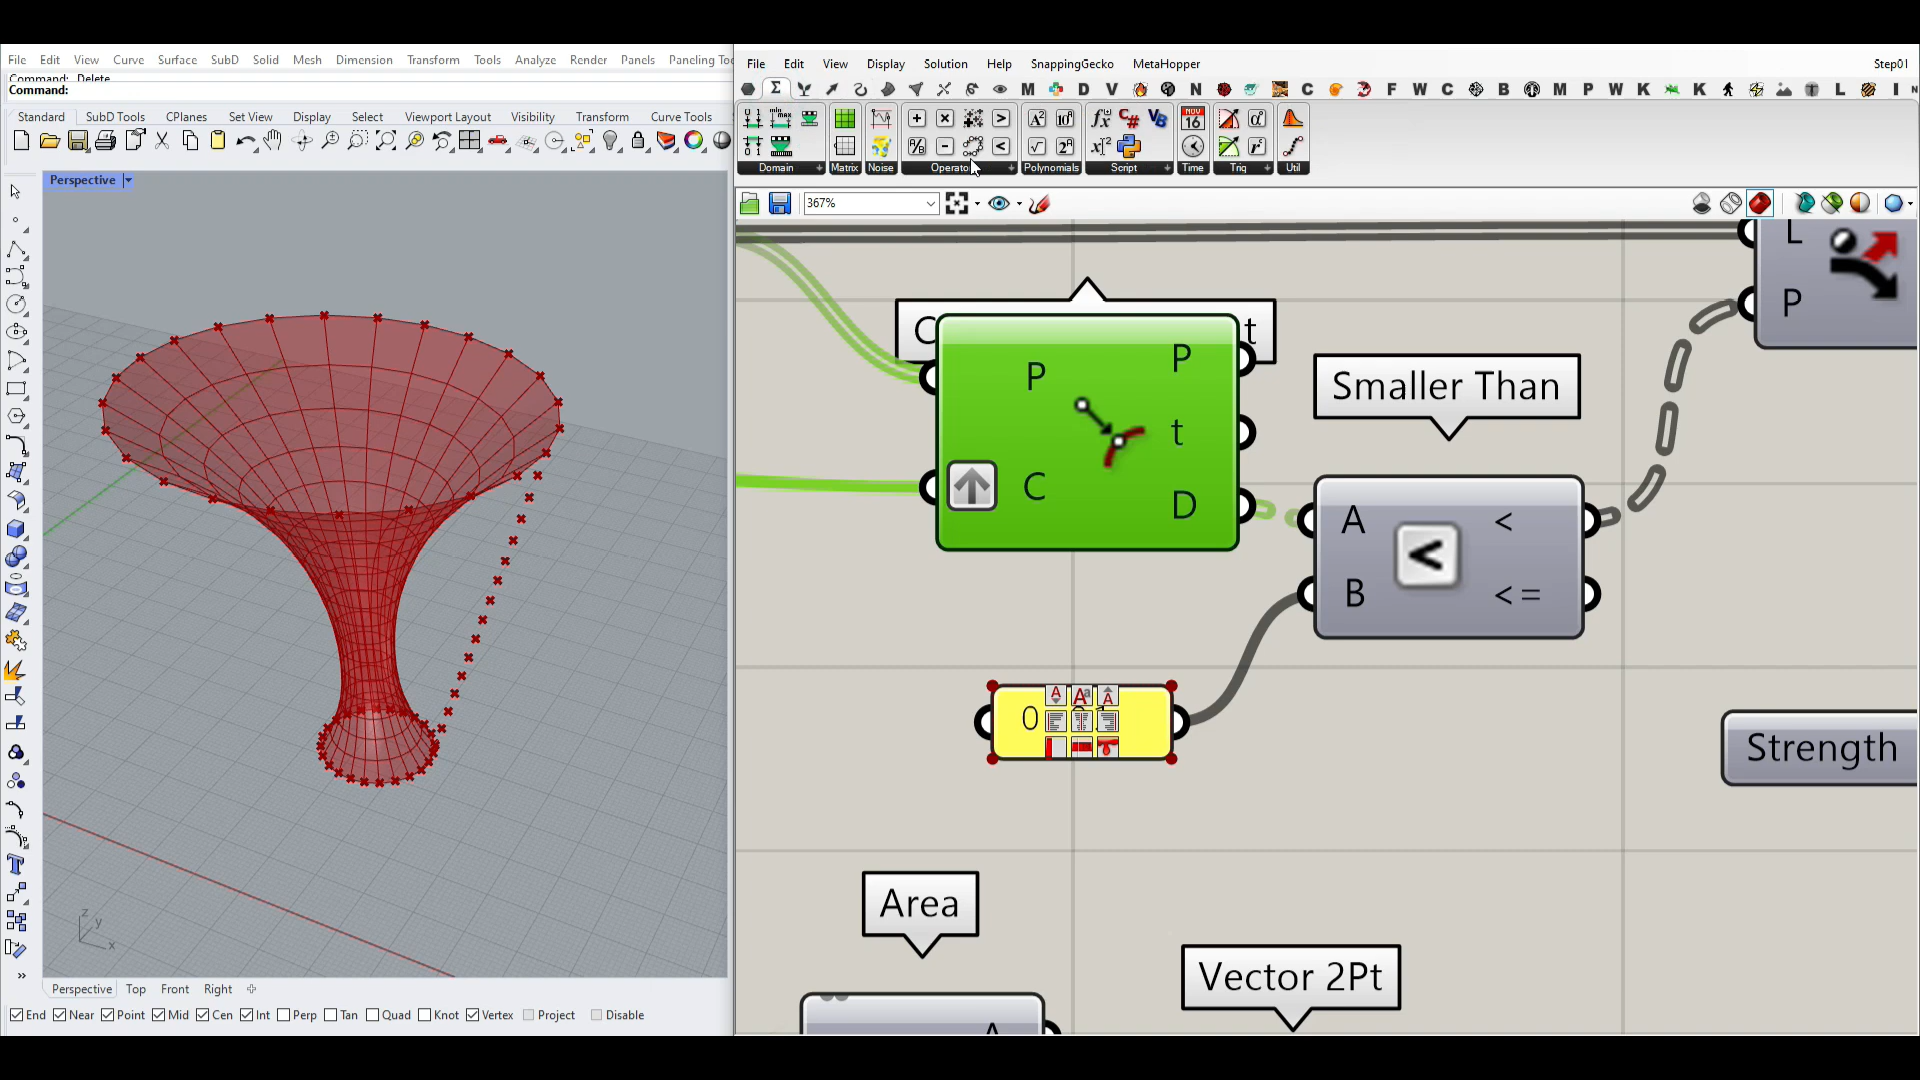 File Edit View Curve Surface SubD Solid Mesh Dimension Transform Tools Analyze Render Panels Paneling Too
Command: Delete
Command:
Standard SubD Tools CPlanes Set View Display Select Viewport Layout Visibility Transform Curve Tools
Perspective
z
y
x
Perspective Top Front Right
End Near Point Mid Cen Int Perp Tan Quad Knot Vertex Project Disable
File Edit View Display Solution Help SnappingGecko MetaHopper Step01
M D V N C F W C B M P W K K L I
Domain Matrix Noise Operators Polynomials Script Time Trig Util
367%
L
P
C t
P P
t
C D
Smaller Than
A <
B <=
0
Strength
Area
A
Vector 2Pt